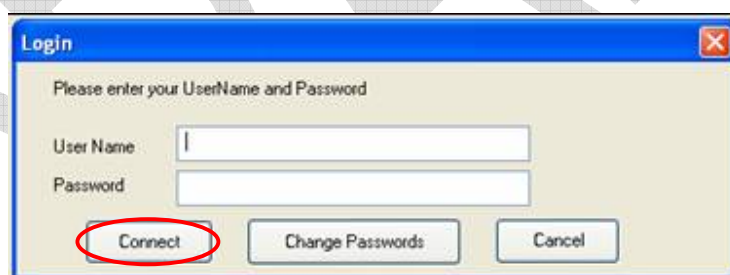 Login
Please enter your UserName and Password
User Name
Password
Connect Change Passwords Cancel